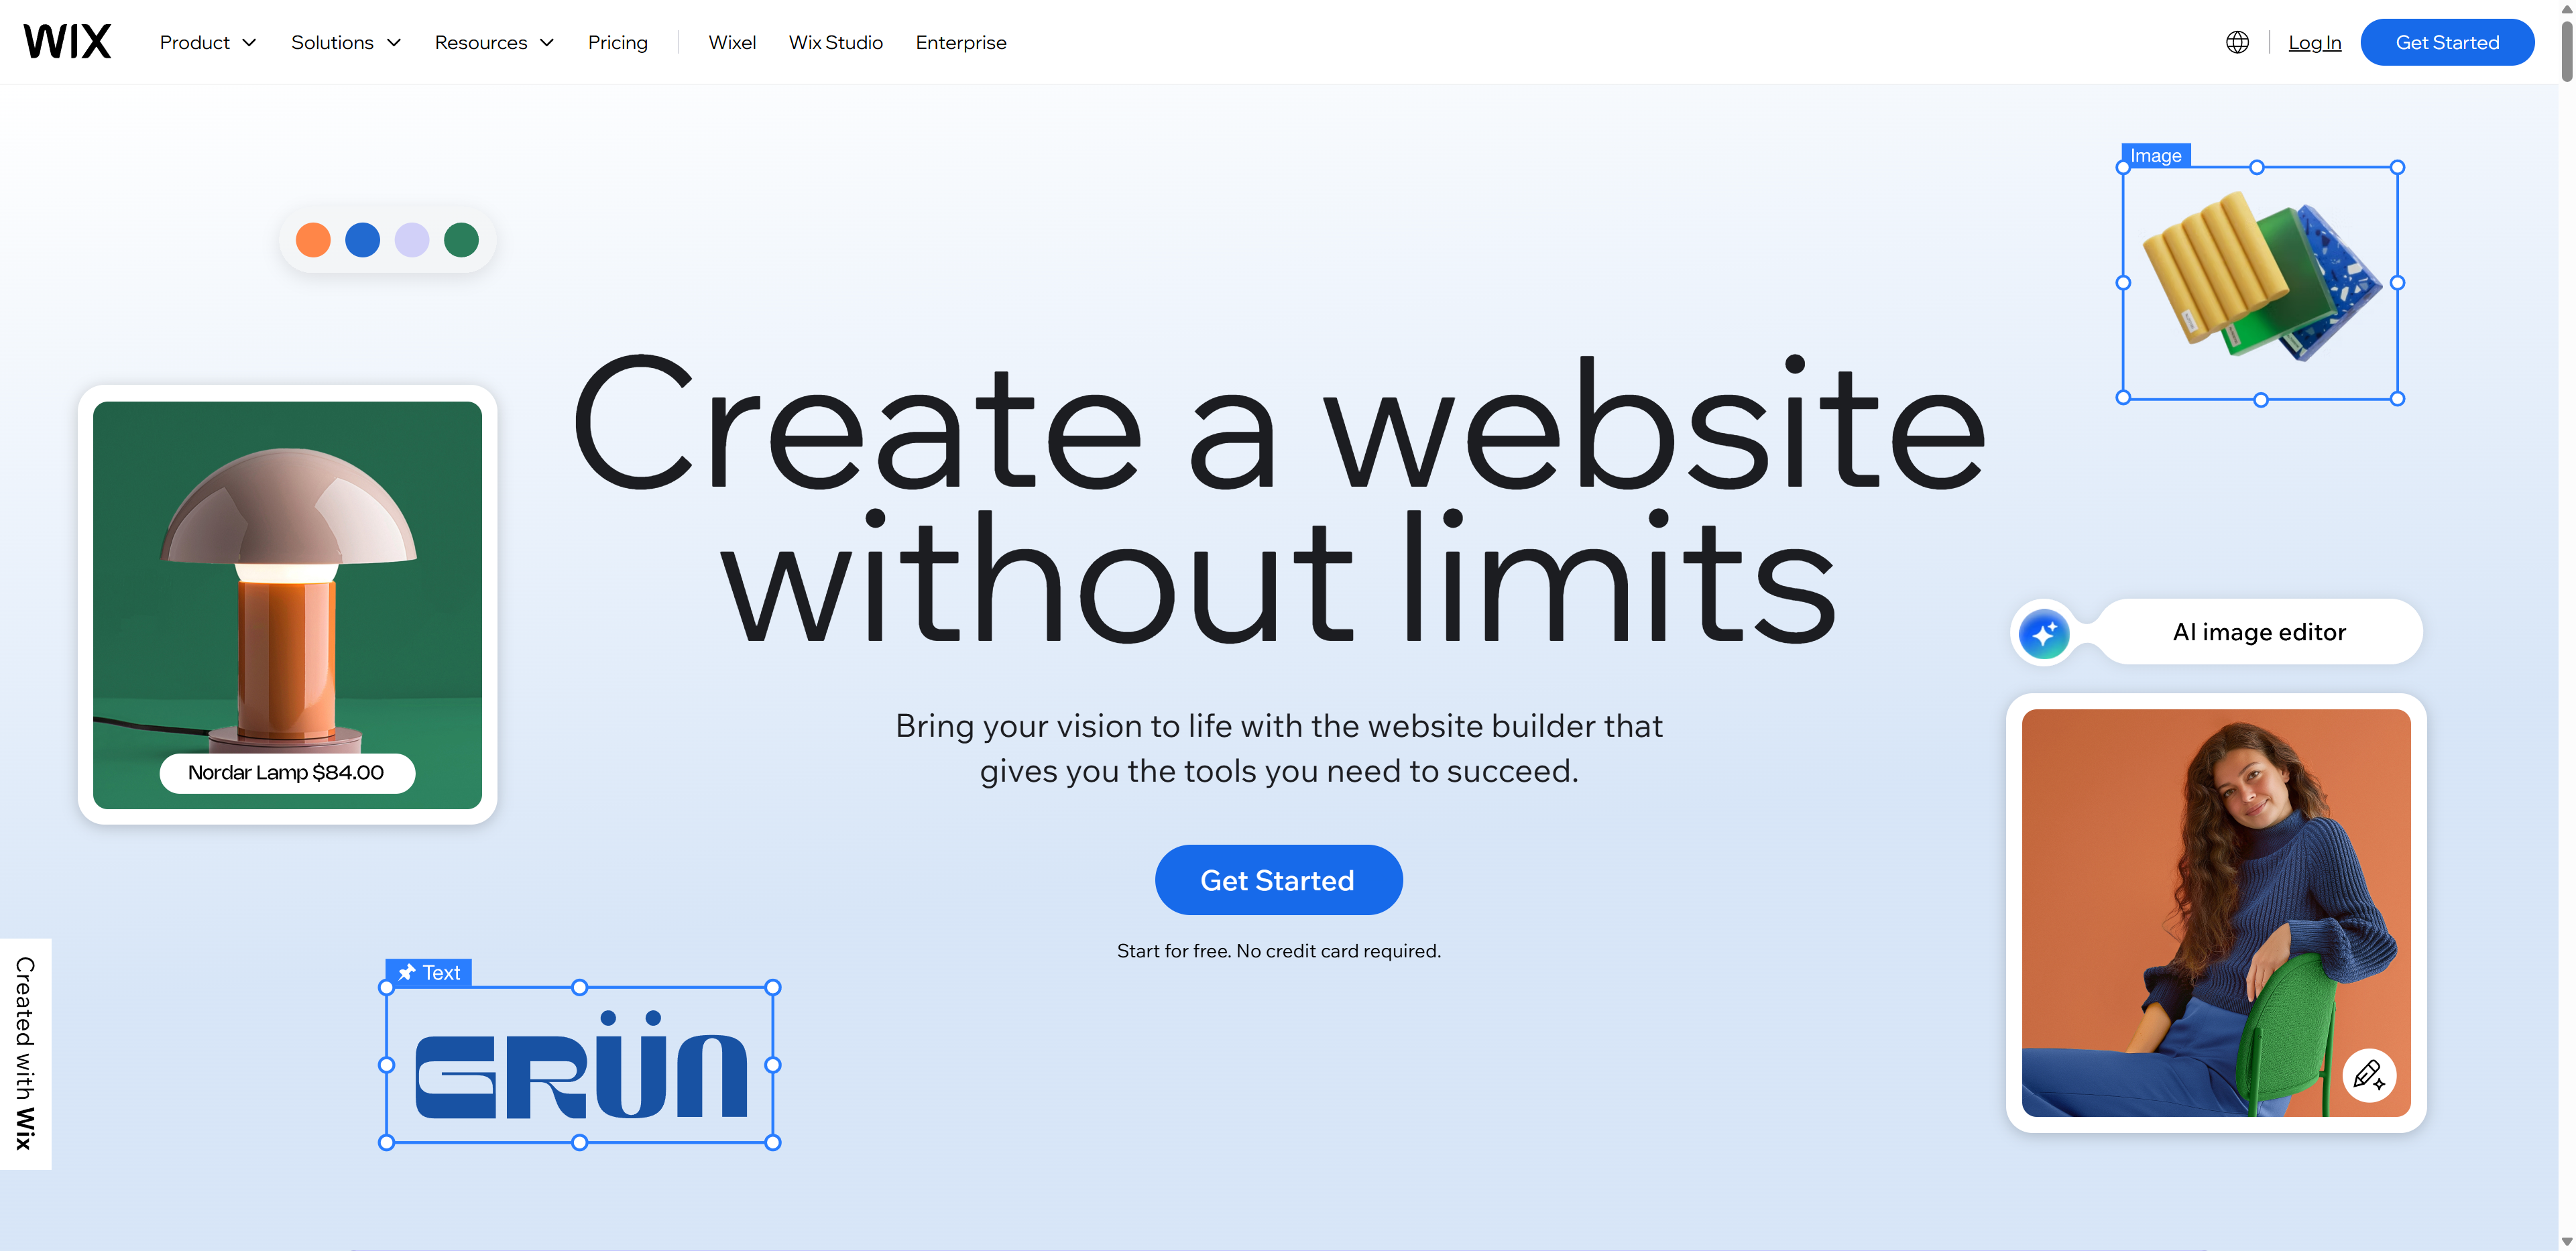 WIX
Product
Solutions
Resources
Pricing
Wixel
Wix Studio
Enterprise
Log In
Get Started
Image
Create a website
without limits
Bring your vision to life with the website builder that
gives you the tools you need to succeed.
Get Started
Start for free. No credit card required.
Nordar Lamp $84.00
AI image editor
Text
GRÜN
Created with Wix